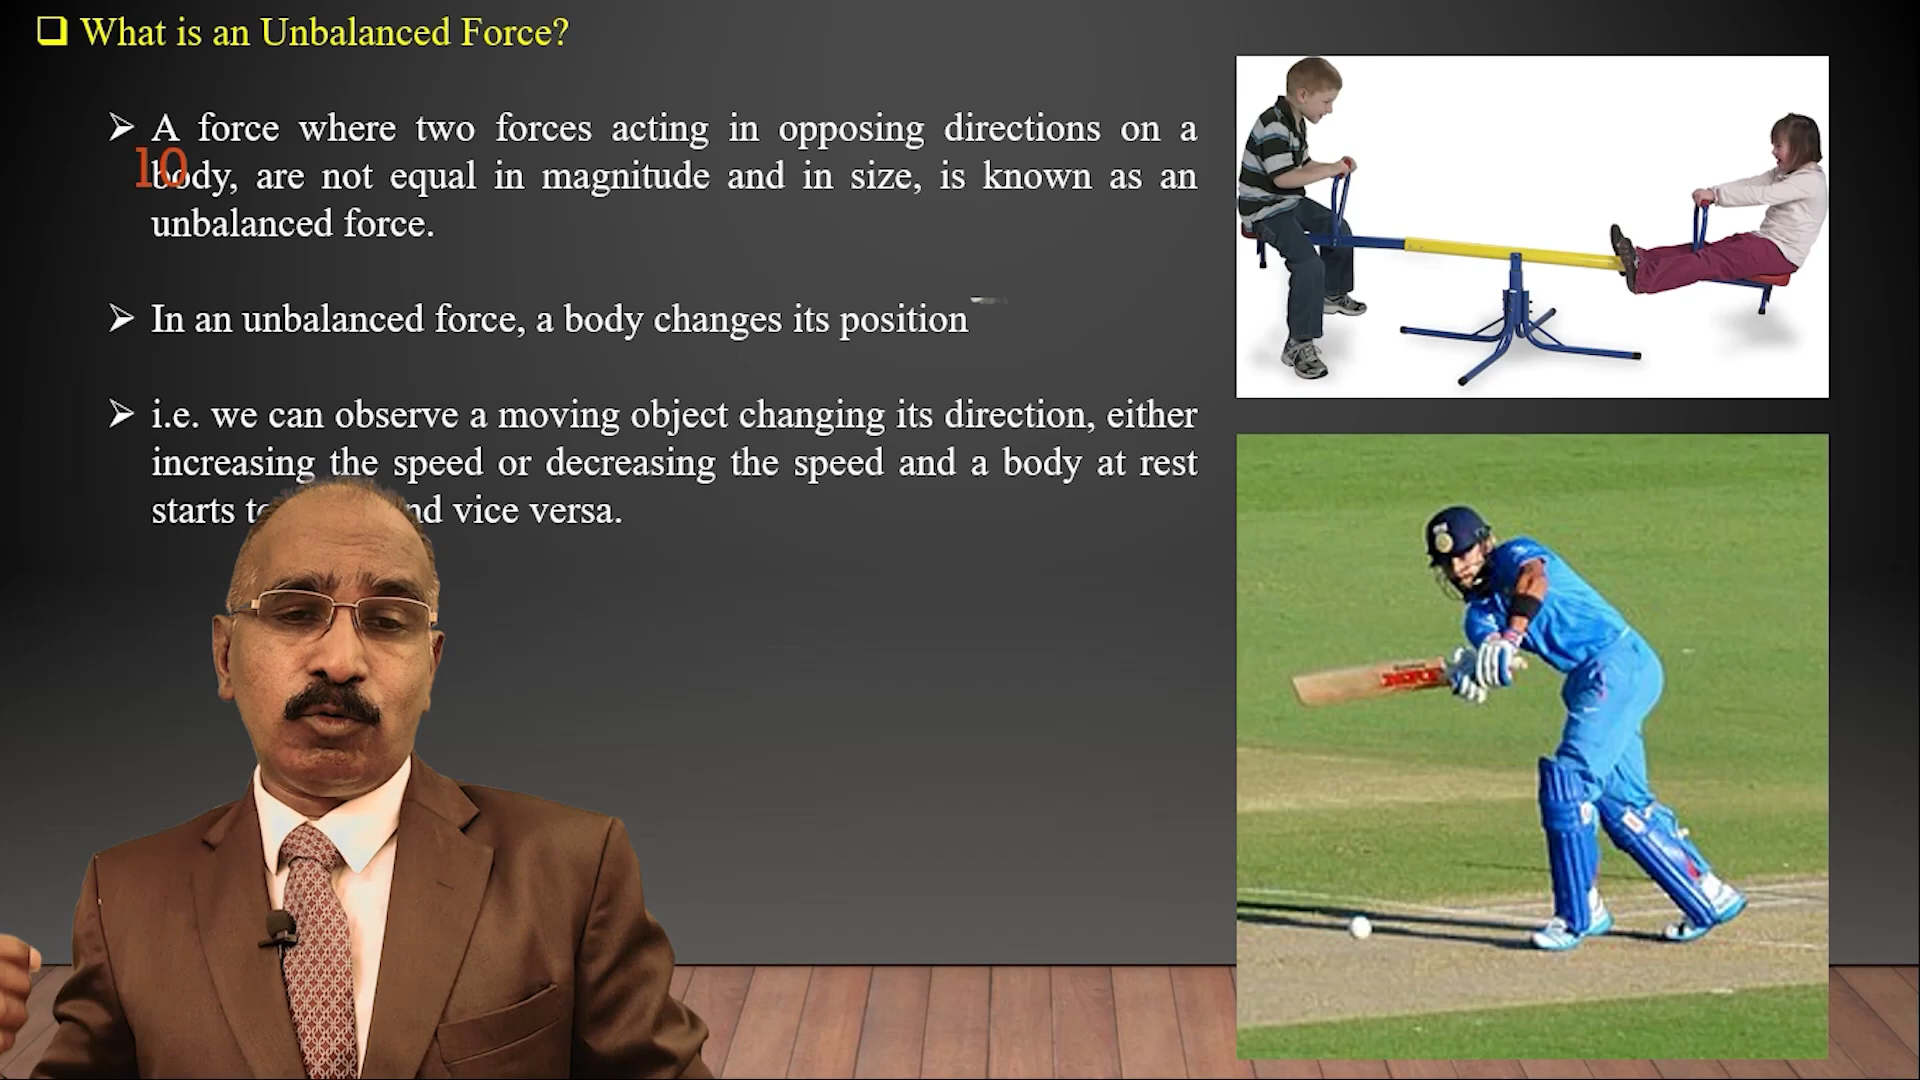 What is an Unbalanced Force?
A force where two forces acting in opposing directions on a
10
body, are not equal in magnitude and in size, is known as an
unbalanced force.
In an unbalanced force, a body changes its position
i.e. we can observe a moving object changing its direction, either
increasing the speed or decreasing the speed and a body at rest
starts vice versa.
MRF